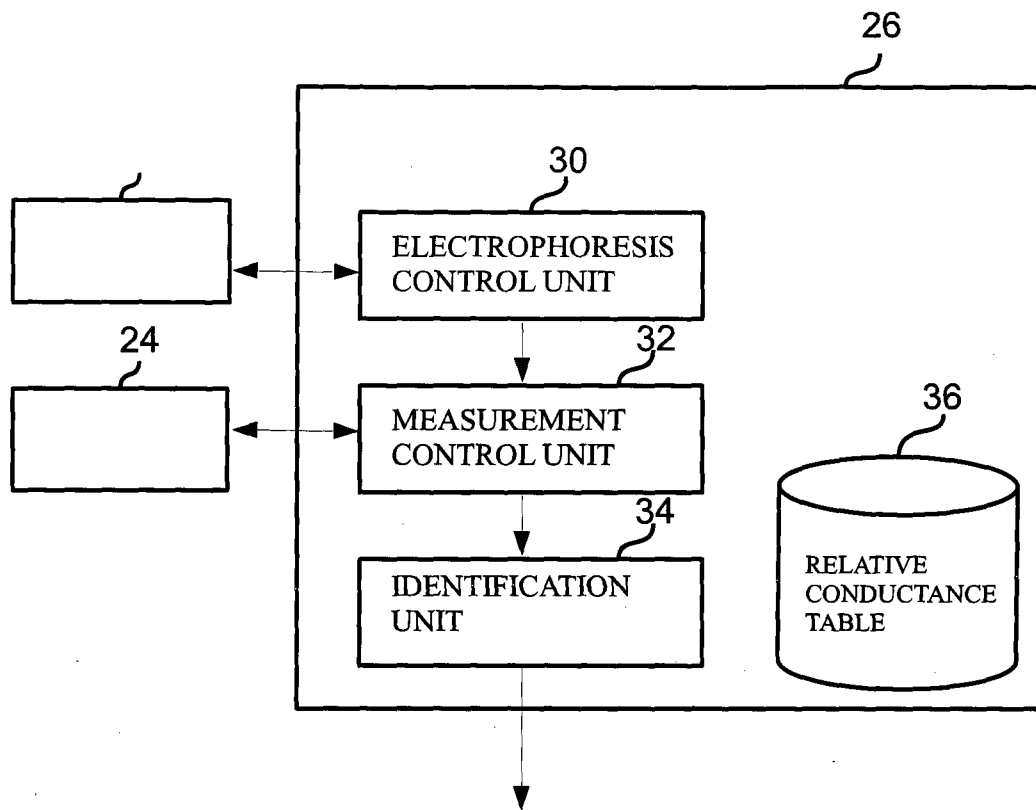 26
30
ELECTROPHORESIS
CONTROL UNIT
24
32
MEASUREMENT
CONTROL UNIT
36
34
IDENTIFICATION
UNIT
RELATIVE
CONDUCTANCE
TABLE